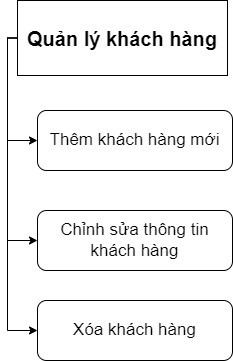 Quản lý khách hàng
Thêm khách hàng mới
Chỉnh sửa thông tin
khách hàng
Xóa khách hàng